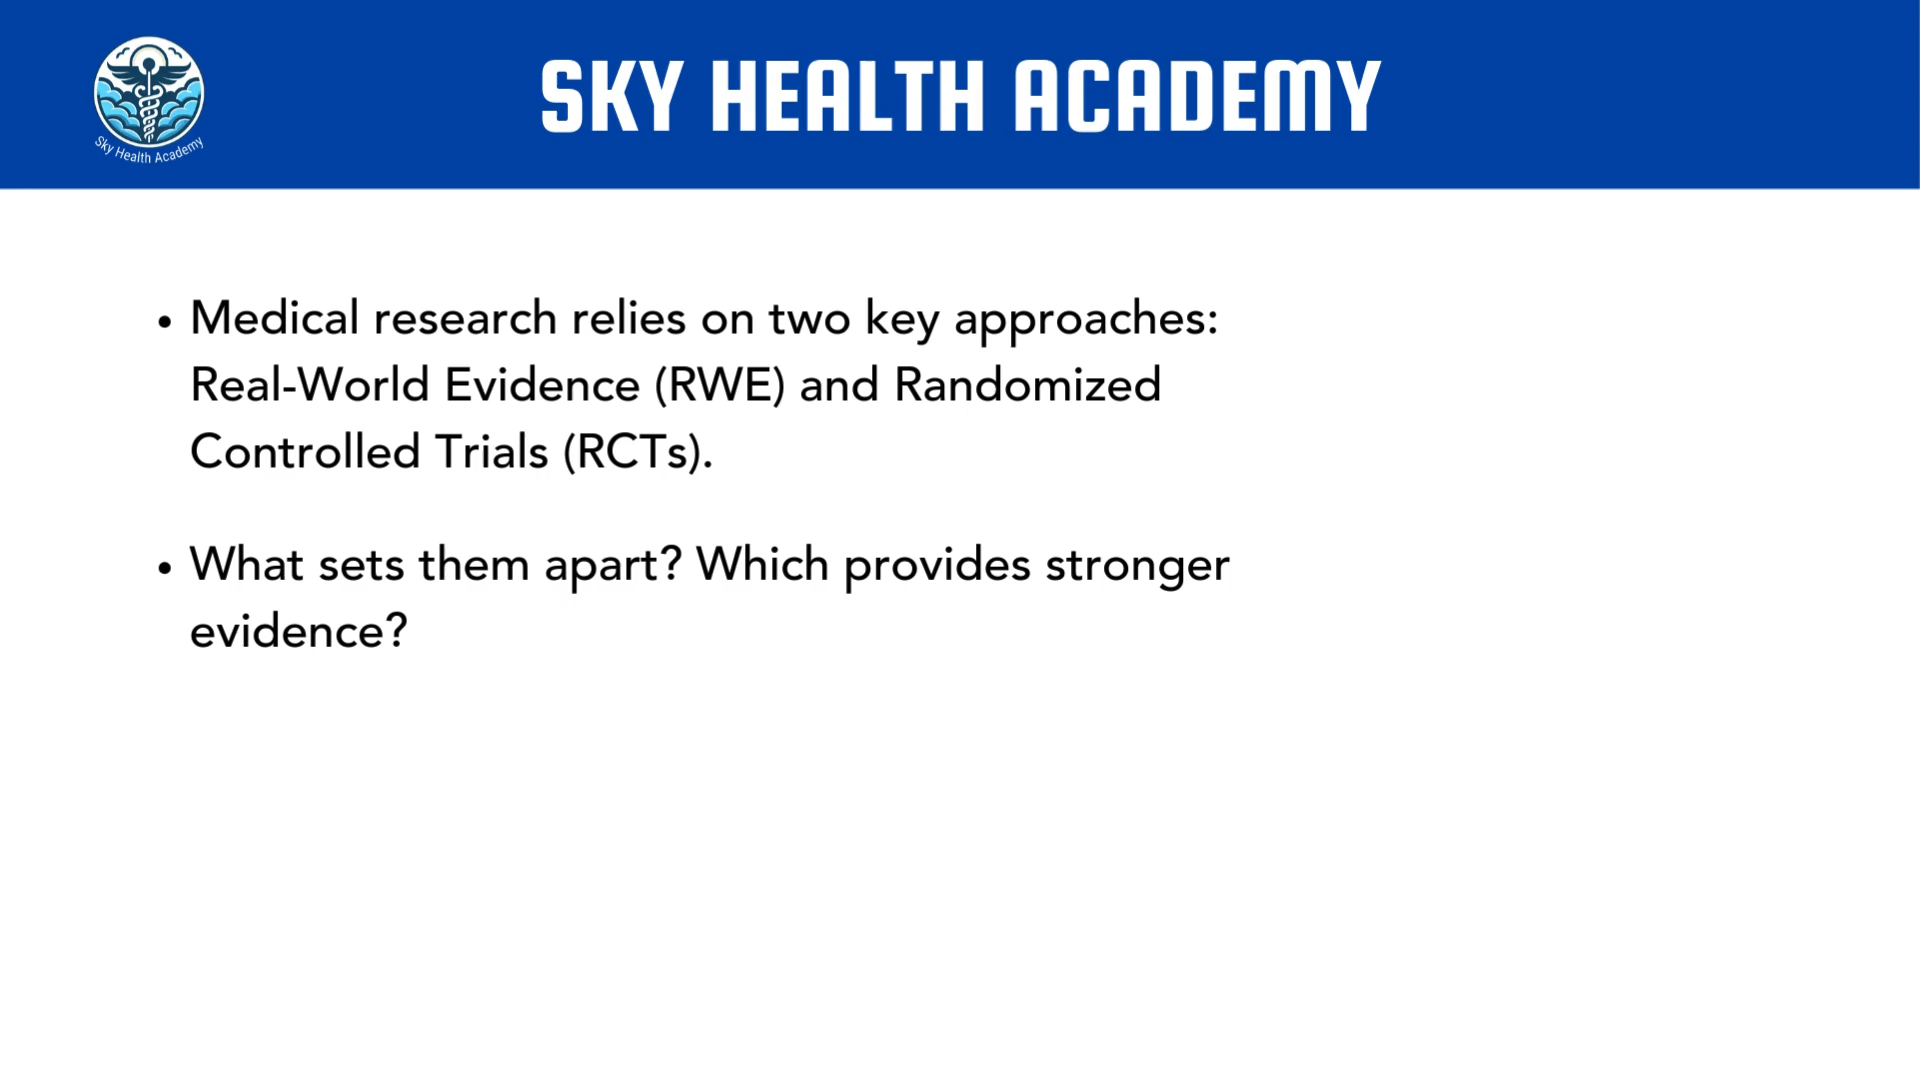 SKY HEALTH ACADEMY
Sky Health Academy
• Medical research relies on two key approaches:
Real-World Evidence (RWE) and Randomized
Controlled Trials (RCTs).
• What sets them apart? Which provides stronger
evidence?